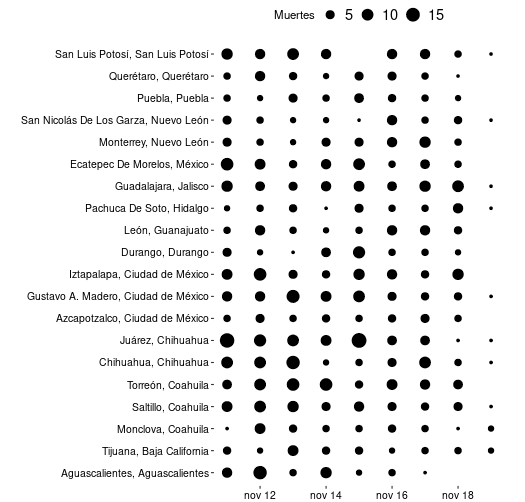 Muertes 5 10 15
San Luis Potosí, San Luis Potosí
Querétaro, Querétaro
Puebla, Puebla
San Nicolás De Los Garza, Nuevo León
Monterrey, Nuevo León
Ecatepec De Morelos, México
Guadalajara, Jalisco
Pachuca De Soto, Hidalgo
León, Guanajuato
Durango, Durango
Iztapalapa, Ciudad de México
Gustavo A. Madero, Ciudad de México
Azcapotzalco, Ciudad de México
Juárez, Chihuahua
Chihuahua, Chihuahua
Torreón, Coahuila
Saltillo, Coahuila
Monclova, Coahuila
Tijuana, Baja California
Aguascalientes, Aguascalientes
nov 12 nov 14 nov 16 nov 18